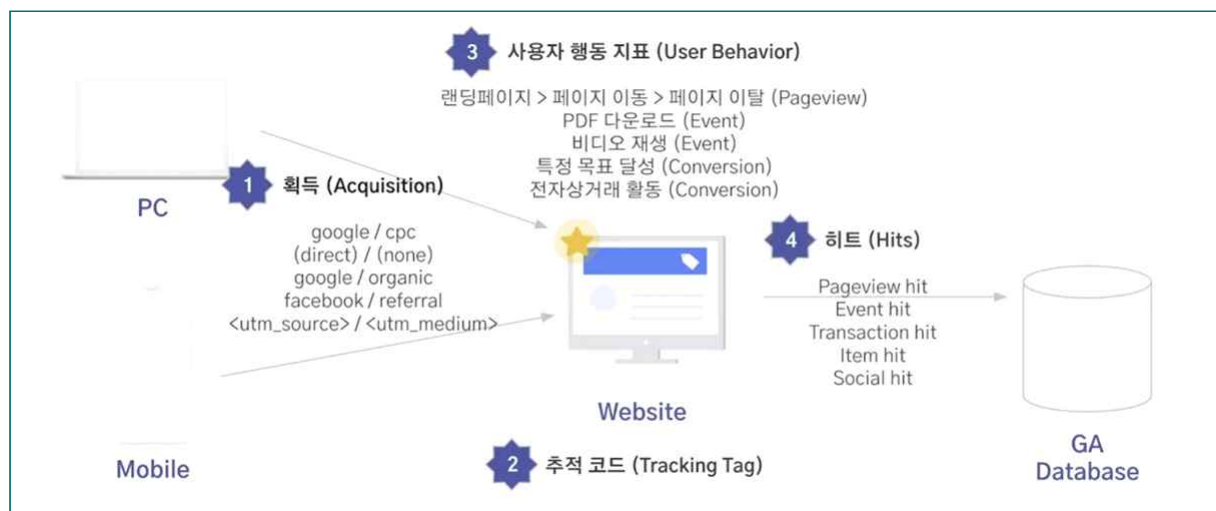 3 사용자 행동 지표 (User Behavior)
랜딩페이지 > 페이지 이동 > 페이지 이탈 (Pageview)
PDF 다운로드 (Event)
비디오 재생 (Event)
특정 목표 달성 (Conversion)
전자상거래 활동 (Conversion)
PC
1 획득 (Acquisition)
google / cpc
(direct) / (none)
google / organic
facebook / referral
<utm_source> / <utm_medium>
Mobile
Website
2 추적 코드 (Tracking Tag)
4 히트 (Hits)
Pageview hit
Event hit
Transaction hit
Item hit
Social hit
GA
Database